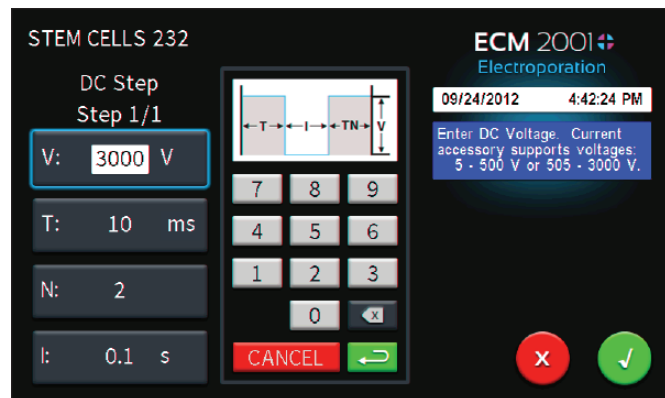 STEM CELLS 232
DC Step
Step 1/1
V: 3000 V
T: 10 ms
N: 2
I: 0.1 s
T I TN V
7 8 9
4 5 6
1 2 3
0 x
CANCEL
ECM 2001
Electroporation
09/24/2012 4:42:24 PM
Enter DC Voltage. Current
accessory supports voltages:
5 - 500 V or 505 - 3000 V.
x